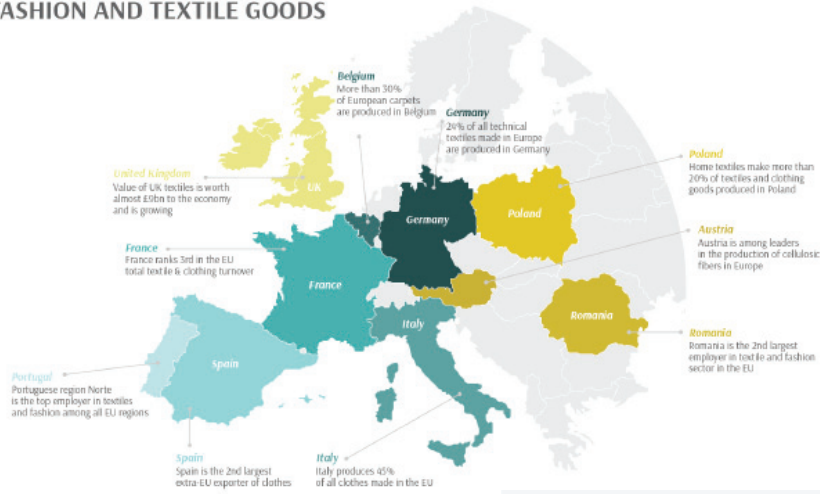 FASHION AND TEXTILE GOODS
Belgium
More than 30%
of European carpets
are produced in Belgium
Germany
24% of all technical
textiles made in Europe
are produced in Germany
United Kingdom
Value of UK textiles is worth
almost £9bn to the economy
and is growing
UK
Germany
Poland
Poland
Home textiles make more than
20% of textiles and clothing
goods produced in Poland
Austria
Austria is among leaders
in the production of cellulosic
fibers in Europe
France
France ranks 3rd in the EU
total textile & clothing turnover
France
Italy
Romania
Romania
Romania is the 2nd largest
employer in textile and fashion
sector in the EU
Spain
Portugal
Portuguese region Norte
is the top employer in textiles
and fashion among all EU regions
Spain
Spain is the 2nd largest
extra-EU exporter of clothes
Italy
Italy produces 45%
of all clothes made in the EU